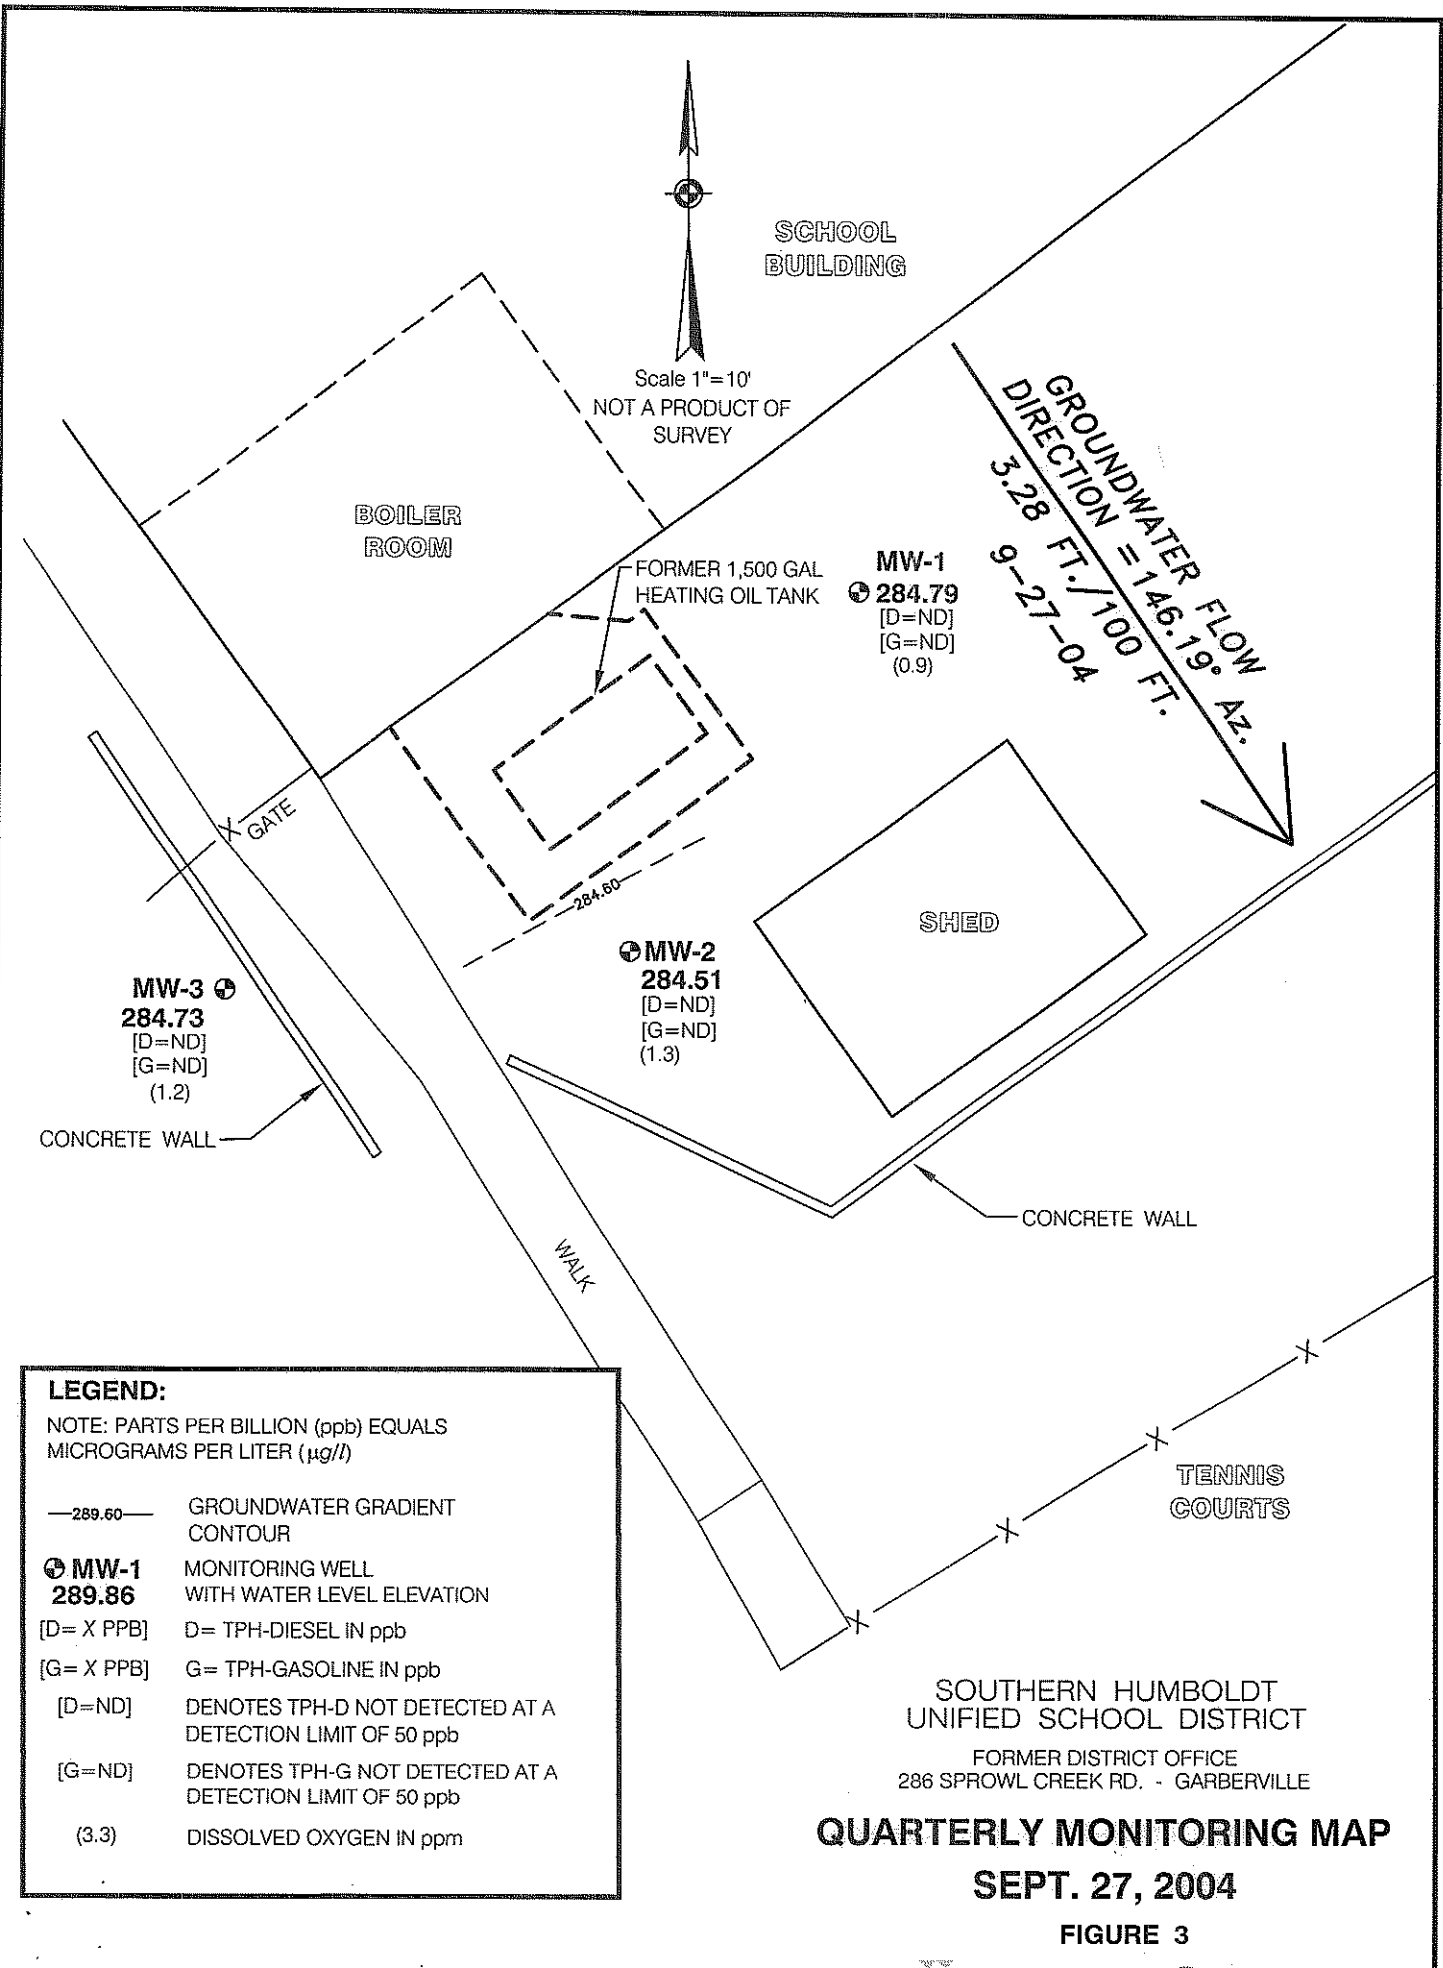 SCHOOL
BUILDING
Scale 1"=10'
NOT A PRODUCT OF
SURVEY
GROUNDWATER FLOW
DIRECTION = 146.19° Az.
3.28 FT./100 FT.
9-27-04
BOILER
ROOM
FORMER 1,500 GAL
HEATING OIL TANK
MW-1
284.79
[D=ND]
[G=ND]
(0.9)
X
GATE
284.60
SHED
MW-2
284.51
[D=ND]
[G=ND]
(1.3)
MW-3
284.73
[D=ND]
[G=ND]
(1.2)
CONCRETE WALL
CONCRETE WALL
WALK
X
X
X
X
TENNIS
COURTS
LEGEND:
NOTE: PARTS PER BILLION (ppb) EQUALS
MICROGRAMS PER LITER (µg/l)
289.60 GROUNDWATER GRADIENT
CONTOUR
MW-1 MONITORING WELL
289.86 WITH WATER LEVEL ELEVATION
[D= X PPB] D= TPH-DIESEL IN ppb
[G= X PPB] G= TPH-GASOLINE IN ppb
[D=ND] DENOTES TPH-D NOT DETECTED AT A
DETECTION LIMIT OF 50 ppb
[G=ND] DENOTES TPH-G NOT DETECTED AT A
DETECTION LIMIT OF 50 ppb
(3.3) DISSOLVED OXYGEN IN ppm
SOUTHERN HUMBOLDT
UNIFIED SCHOOL DISTRICT
FORMER DISTRICT OFFICE
286 SPROWL CREEK RD. - GARBERVILLE
QUARTERLY MONITORING MAP
SEPT. 27, 2004
FIGURE 3